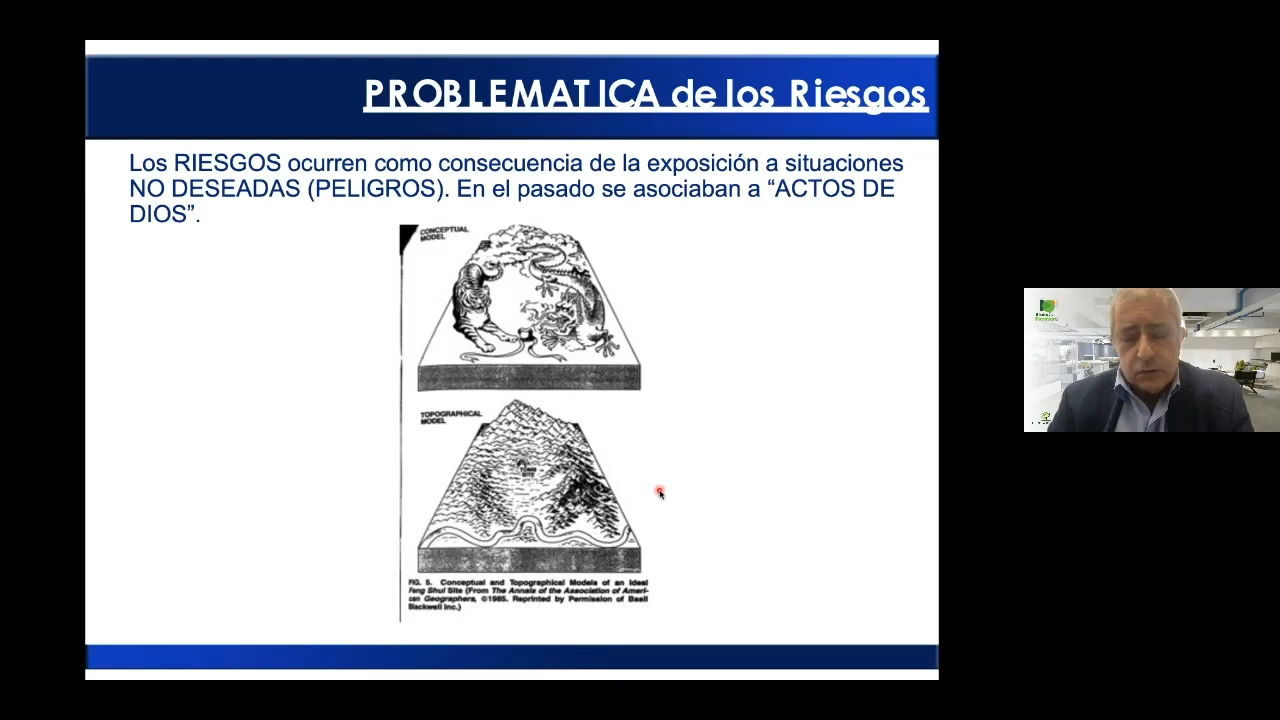 PROBLEMATICA de los Riesgos
Los RIESGOS ocurren como consecuencia de la exposición a situaciones
NO DESEADAS (PELIGROS). En el pasado se asociaban a “ACTOS DE
DIOS”.
CONCEPTUAL
MODEL
TOPOGRAPHICAL
MODEL
TOMB
SITE
FIG. 5. Conceptual and Topographical Models of an Ideal
Feng Shui Site (From The Annals of the Association of Ameri-
can Geographers, ©1985. Reprinted by Permission of Basil
Blackwell Inc.)